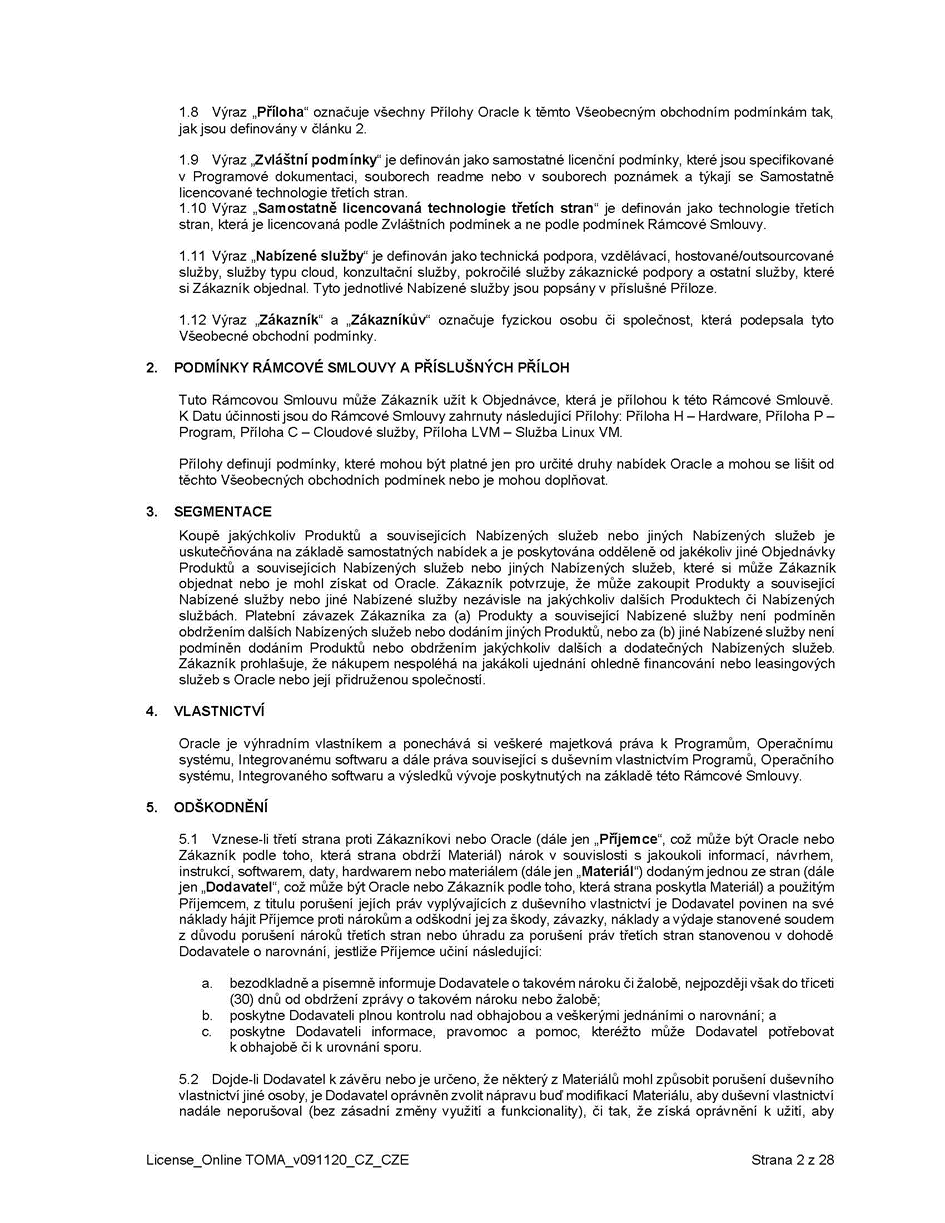 1.8 Výraz „Příloha“ označuje všechny Přílohy Oracle k těmto Všeobecným obchodním podmínkám tak,
jak jsou definovány v článku 2.
1.9 Výraz „Zvláštní podmínky“ je definován jako samostatné licenční podmínky, které jsou specifikované
v Programové dokumentaci, souborech readme nebo v souborech poznámek a týkají se Samostatně
licencované technologie třetích stran.
1.10 Výraz „Samostatně licencovaná technologie třetích stran“ je definován jako technologie třetích
stran, která je licencovaná podle Zvláštních podmínek a ne podle podmínek Rámcové Smlouvy.
1.11 Výraz „Nabízené služby“ je definován jako technická podpora, vzdělávací, hostované/outsourcované
služby, služby typu cloud, konzultační služby, pokročilé služby zákaznické podpory a ostatní služby, které
si Zákazník objednal. Tyto jednotlivé Nabízené služby jsou popsány v příslušné Příloze.
1.12 Výraz „Zákazník“ a „Zákazníkův“ označuje fyzickou osobu či společnost, která podepsala tyto
Všeobecné obchodní podmínky.
2. PODMÍNKY RÁMCOVÉ SMLOUVY A PŘÍSLUŠNÝCH PŘÍLOH
Tuto Rámcovou Smlouvu může Zákazník užít k Objednávce, která je přílohou k této Rámcové Smlouvě.
K Datu účinnosti jsou do Rámcové Smlouvy zahrnuty následující Přílohy: Příloha H – Hardware, Příloha P –
Program, Příloha C – Cloudové služby, Příloha LVM – Služba Linux VM.
Přílohy definují podmínky, které mohou být platné jen pro určité druhy nabídek Oracle a mohou se lišit od
těchto Všeobecných obchodních podmínek nebo je mohou doplňovat.
3. SEGMENTACE
Koupě jakýchkoliv Produktů a souvisejících Nabízených služeb nebo jiných Nabízených služeb je
uskutečňována na základě samostatných nabídek a je poskytována odděleně od jakékoliv jiné Objednávky
Produktů a souvisejících Nabízených služeb nebo jiných Nabízených služeb, které si může Zákazník
objednat nebo je mohl získat od Oracle. Zákazník potvrzuje, že může zakoupit Produkty a související
Nabízené služby nebo jiné Nabízené služby nezávisle na jakýchkoliv dalších Produktech či Nabízených
službách. Platební závazek Zákazníka za (a) Produkty a související Nabízené služby není podmíněn
obdržením dalších Nabízených služeb nebo dodáním jiných Produktů, nebo za (b) jiné Nabízené služby není
podmíněn dodáním Produktů nebo obdržením jakýchkoliv dalších a dodatečných Nabízených služeb.
Zákazník prohlašuje, že nákupem nespoléhá na jakákoli ujednání ohledně financování nebo leasingových
služeb s Oracle nebo její přidruženou společností.
4. VLASTNICTVÍ
Oracle je výhradním vlastníkem a ponechává si veškeré majetková práva k Programům, Operačnímu
systému, Integrovanému softwaru a dále práva související s duševním vlastnictvím Programů, Operačního
systému, Integrovaného softwaru a výsledků vývoje poskytnutých na základě této Rámcové Smlouvy.
5. ODŠKODNĚNÍ
5.1 Vznese-li třetí strana proti Zákazníkovi nebo Oracle (dále jen „Příjemce“, což může být Oracle nebo
Zákazník podle toho, která strana obdrží Materiál) nárok v souvislosti s jakoukoli informací, návrhem,
instrukcí, softwarem, daty, hardwarem nebo materiálem (dále jen „Materiál“) dodaným jednou ze stran (dále
jen „Dodavatel“, což může být Oracle nebo Zákazník podle toho, která strana poskytla Materiál) a použitým
Příjemcem, z titulu porušení jejích práv vyplývajících z duševního vlastnictví je Dodavatel povinen na své
náklady hájit Příjemce proti nárokům a odškodní jej za škody, závazky, náklady a výdaje stanovené soudem
z důvodu porušení nároků třetích stran nebo úhradu za porušení práv třetích stran stanovenou v dohodě
Dodavatele o narovnání, jestliže Příjemce učiní následující:
a. bezodkladně a písemně informuje Dodavatele o takovém nároku či žalobě, nejpozději však do třiceti
(30) dnů od obdržení zprávy o takovém nároku nebo žalobě;
b. poskytne Dodavateli plnou kontrolu nad obhajobou a veškerými jednáními o narovnání; a
c. poskytne Dodavateli informace, pravomoc a pomoc, kteréžto může Dodavatel potřebovat
k obhajobě či k urovnání sporu.
5.2 Dojde-li Dodavatel k závěru nebo je určeno, že některý z Materiálů mohl způsobit porušení duševního
vlastnictví jiné osoby, je Dodavatel oprávněn zvolit nápravu buď modifikací Materiálu, aby duševní vlastnictví
nadále neporušoval (bez zásadní změny využití a funkcionality), či tak, že získá oprávnění k užití, aby
License_Online TOMA_v091120_CZ_CZE
Strana 2 z 28